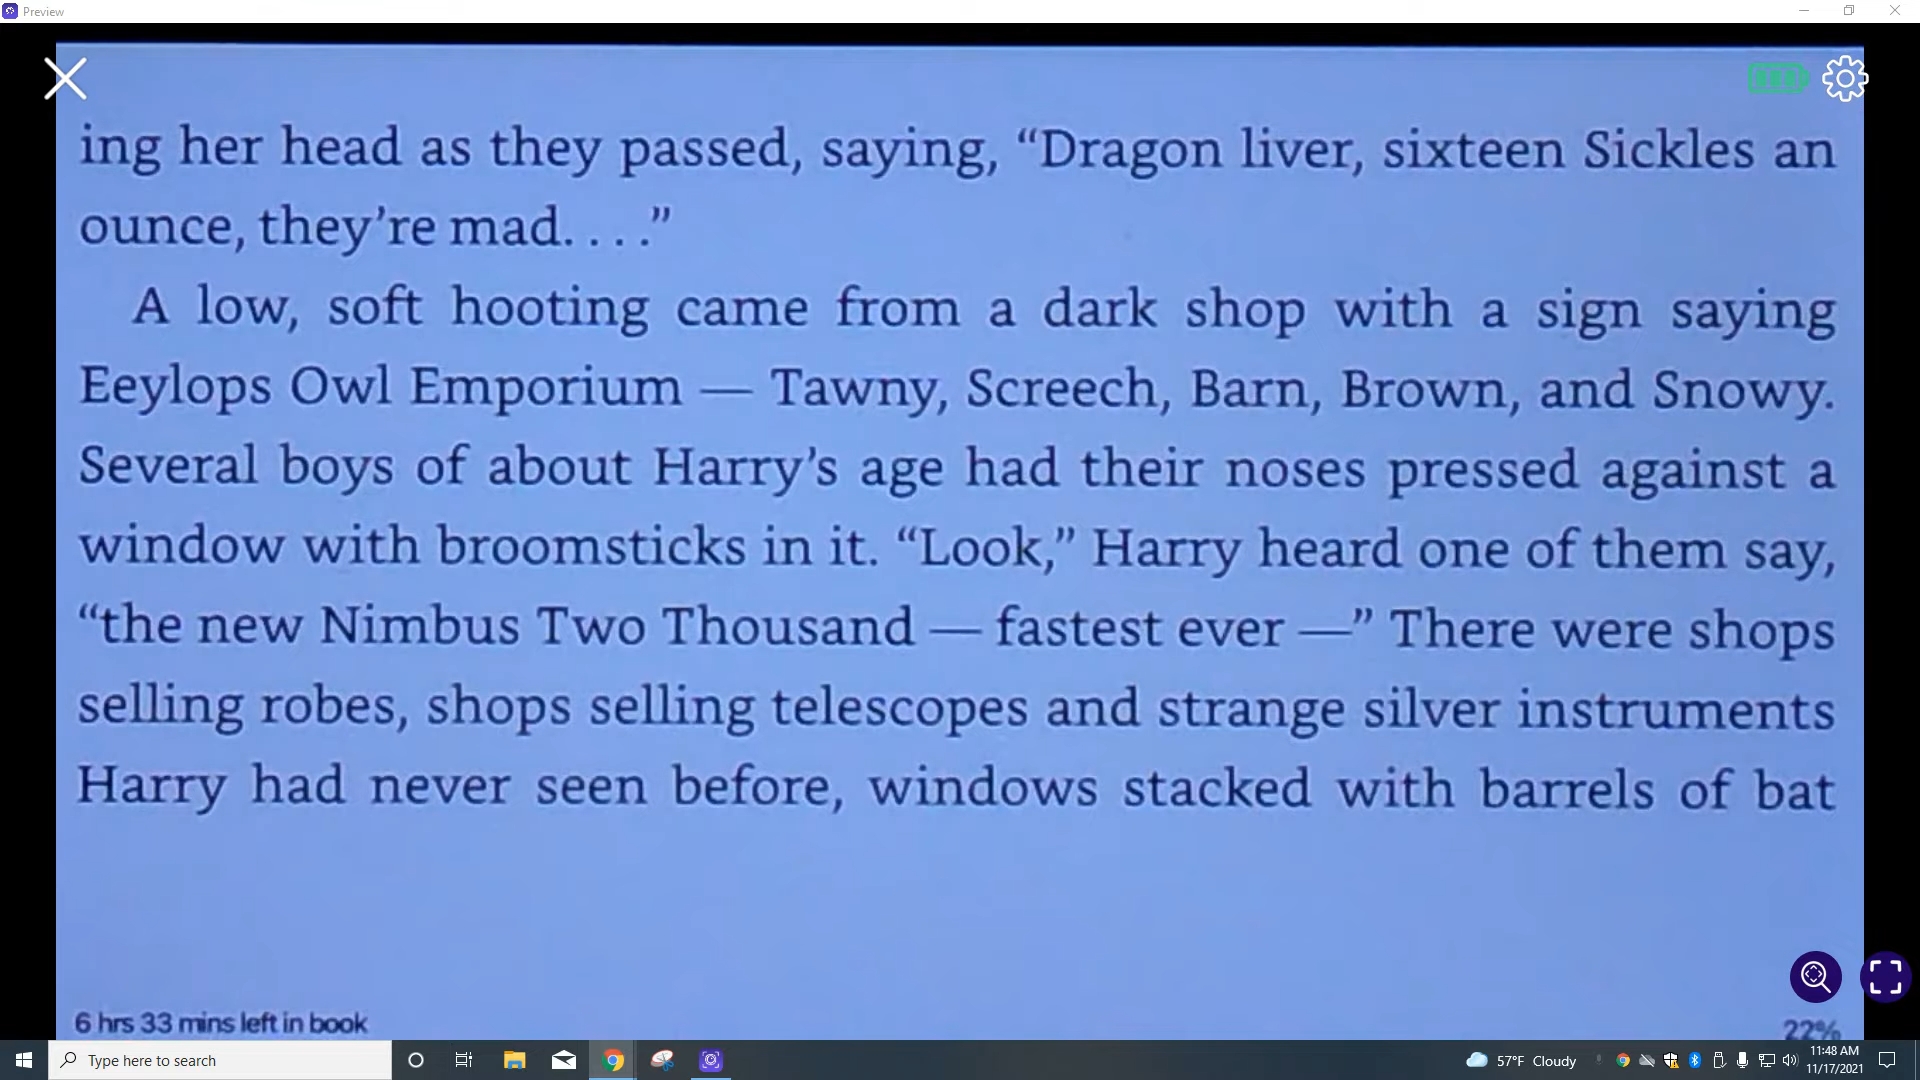 Preview
ing her head as they passed, saying, “Dragon liver, sixteen Sickles an
ounce, they’re mad. . . .”
A low, soft hooting came from a dark shop with a sign saying
Eeylops Owl Emporium — Tawny, Screech, Barn, Brown, and Snowy.
Several boys of about Harry’s age had their noses pressed against a
window with broomsticks in it. “Look,” Harry heard one of them say,
“the new Nimbus Two Thousand — fastest ever —” There were shops
selling robes, shops selling telescopes and strange silver instruments
Harry had never seen before, windows stacked with barrels of bat
6 hrs 33 mins left in book
22%
Type here to search
57°F Cloudy
11:48 AM
11/17/2021